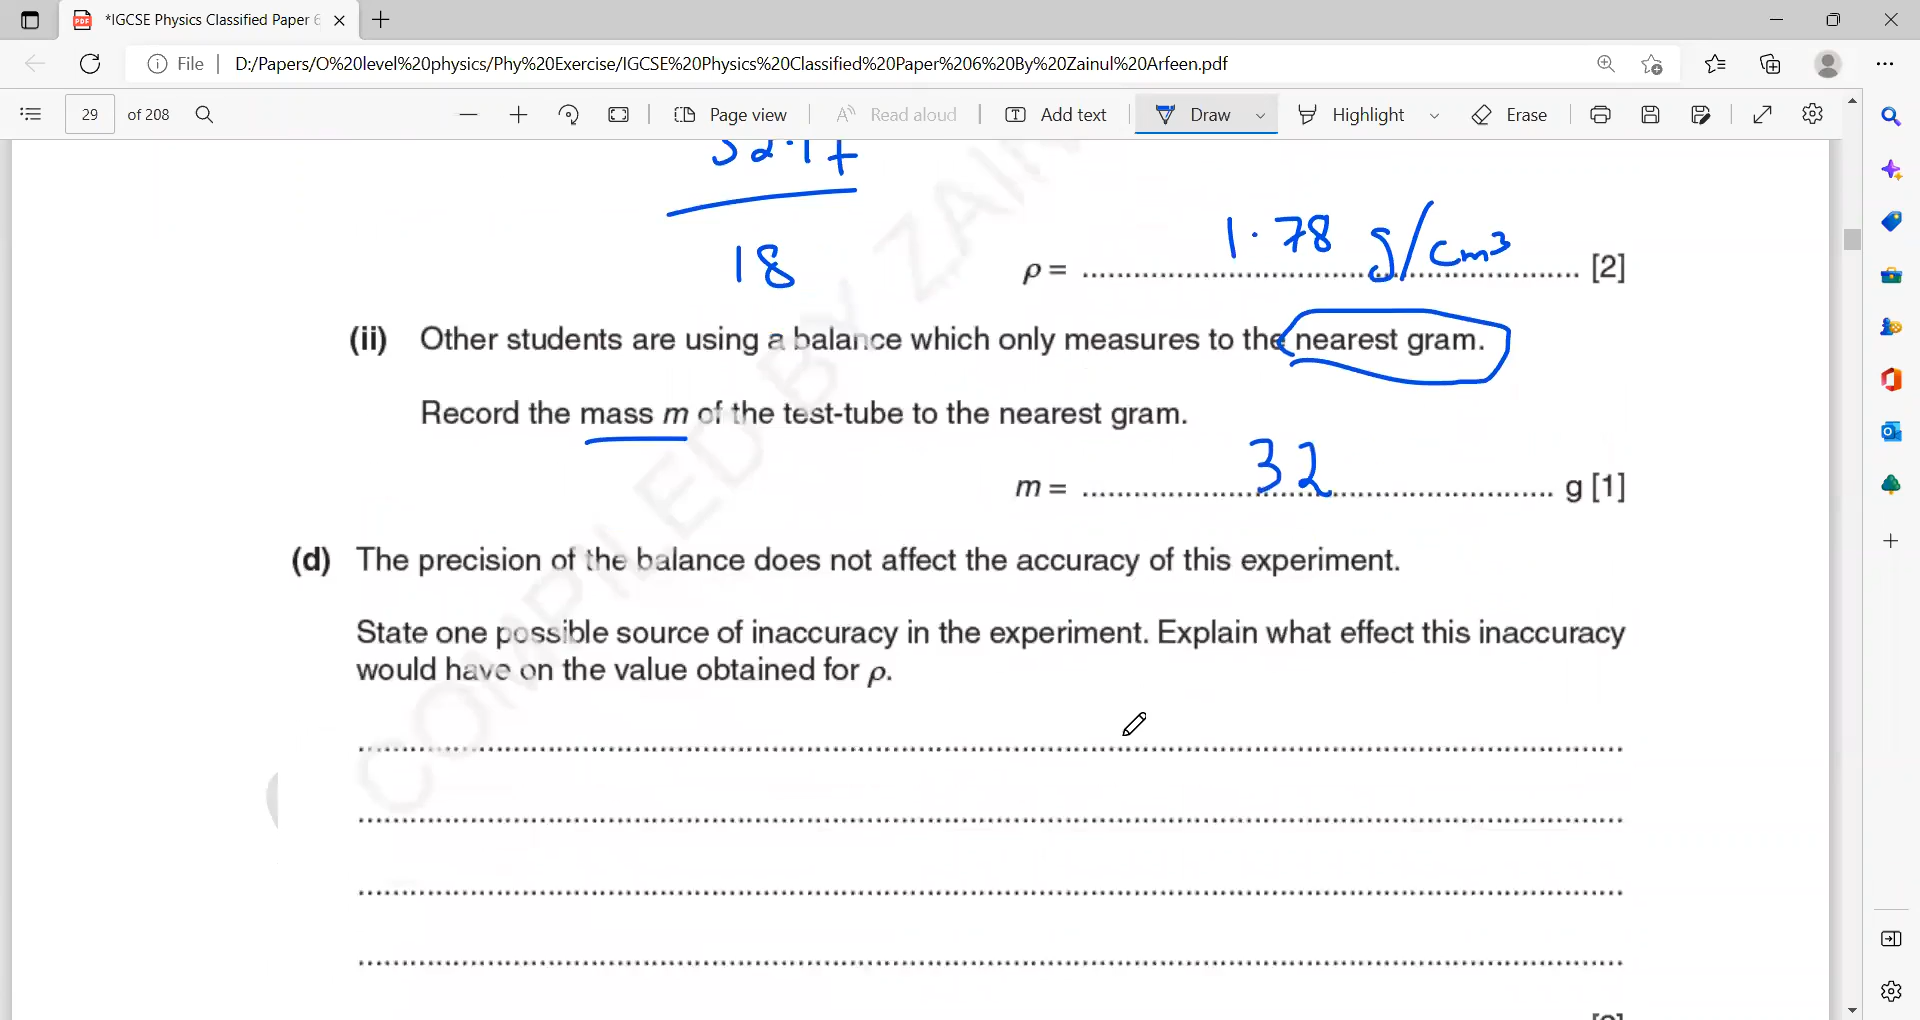 *IGCSE Physics Classified Paper 6
File
D:/Papers/O%20level%20physics/Phy%20Exercise/IGCSE%20Physics%20Classified%20Paper%206%20By%20Zainul%20Arfeen.pdf
29 of 208
Page view
Read aloud
Add text
Draw
Highlight
Erase
32.17
18
1.78 g/cm³
ρ = .......... [2]
(ii) Other students are using a balance which only measures to the nearest gram.
Record the mass m of the test-tube to the nearest gram.
32
m = .......... g [1]
(d) The precision of the balance does not affect the accuracy of this experiment.
State one possible source of inaccuracy in the experiment. Explain what effect this inaccuracy
would have on the value obtained for ρ.
COMPILED BY ZAIN